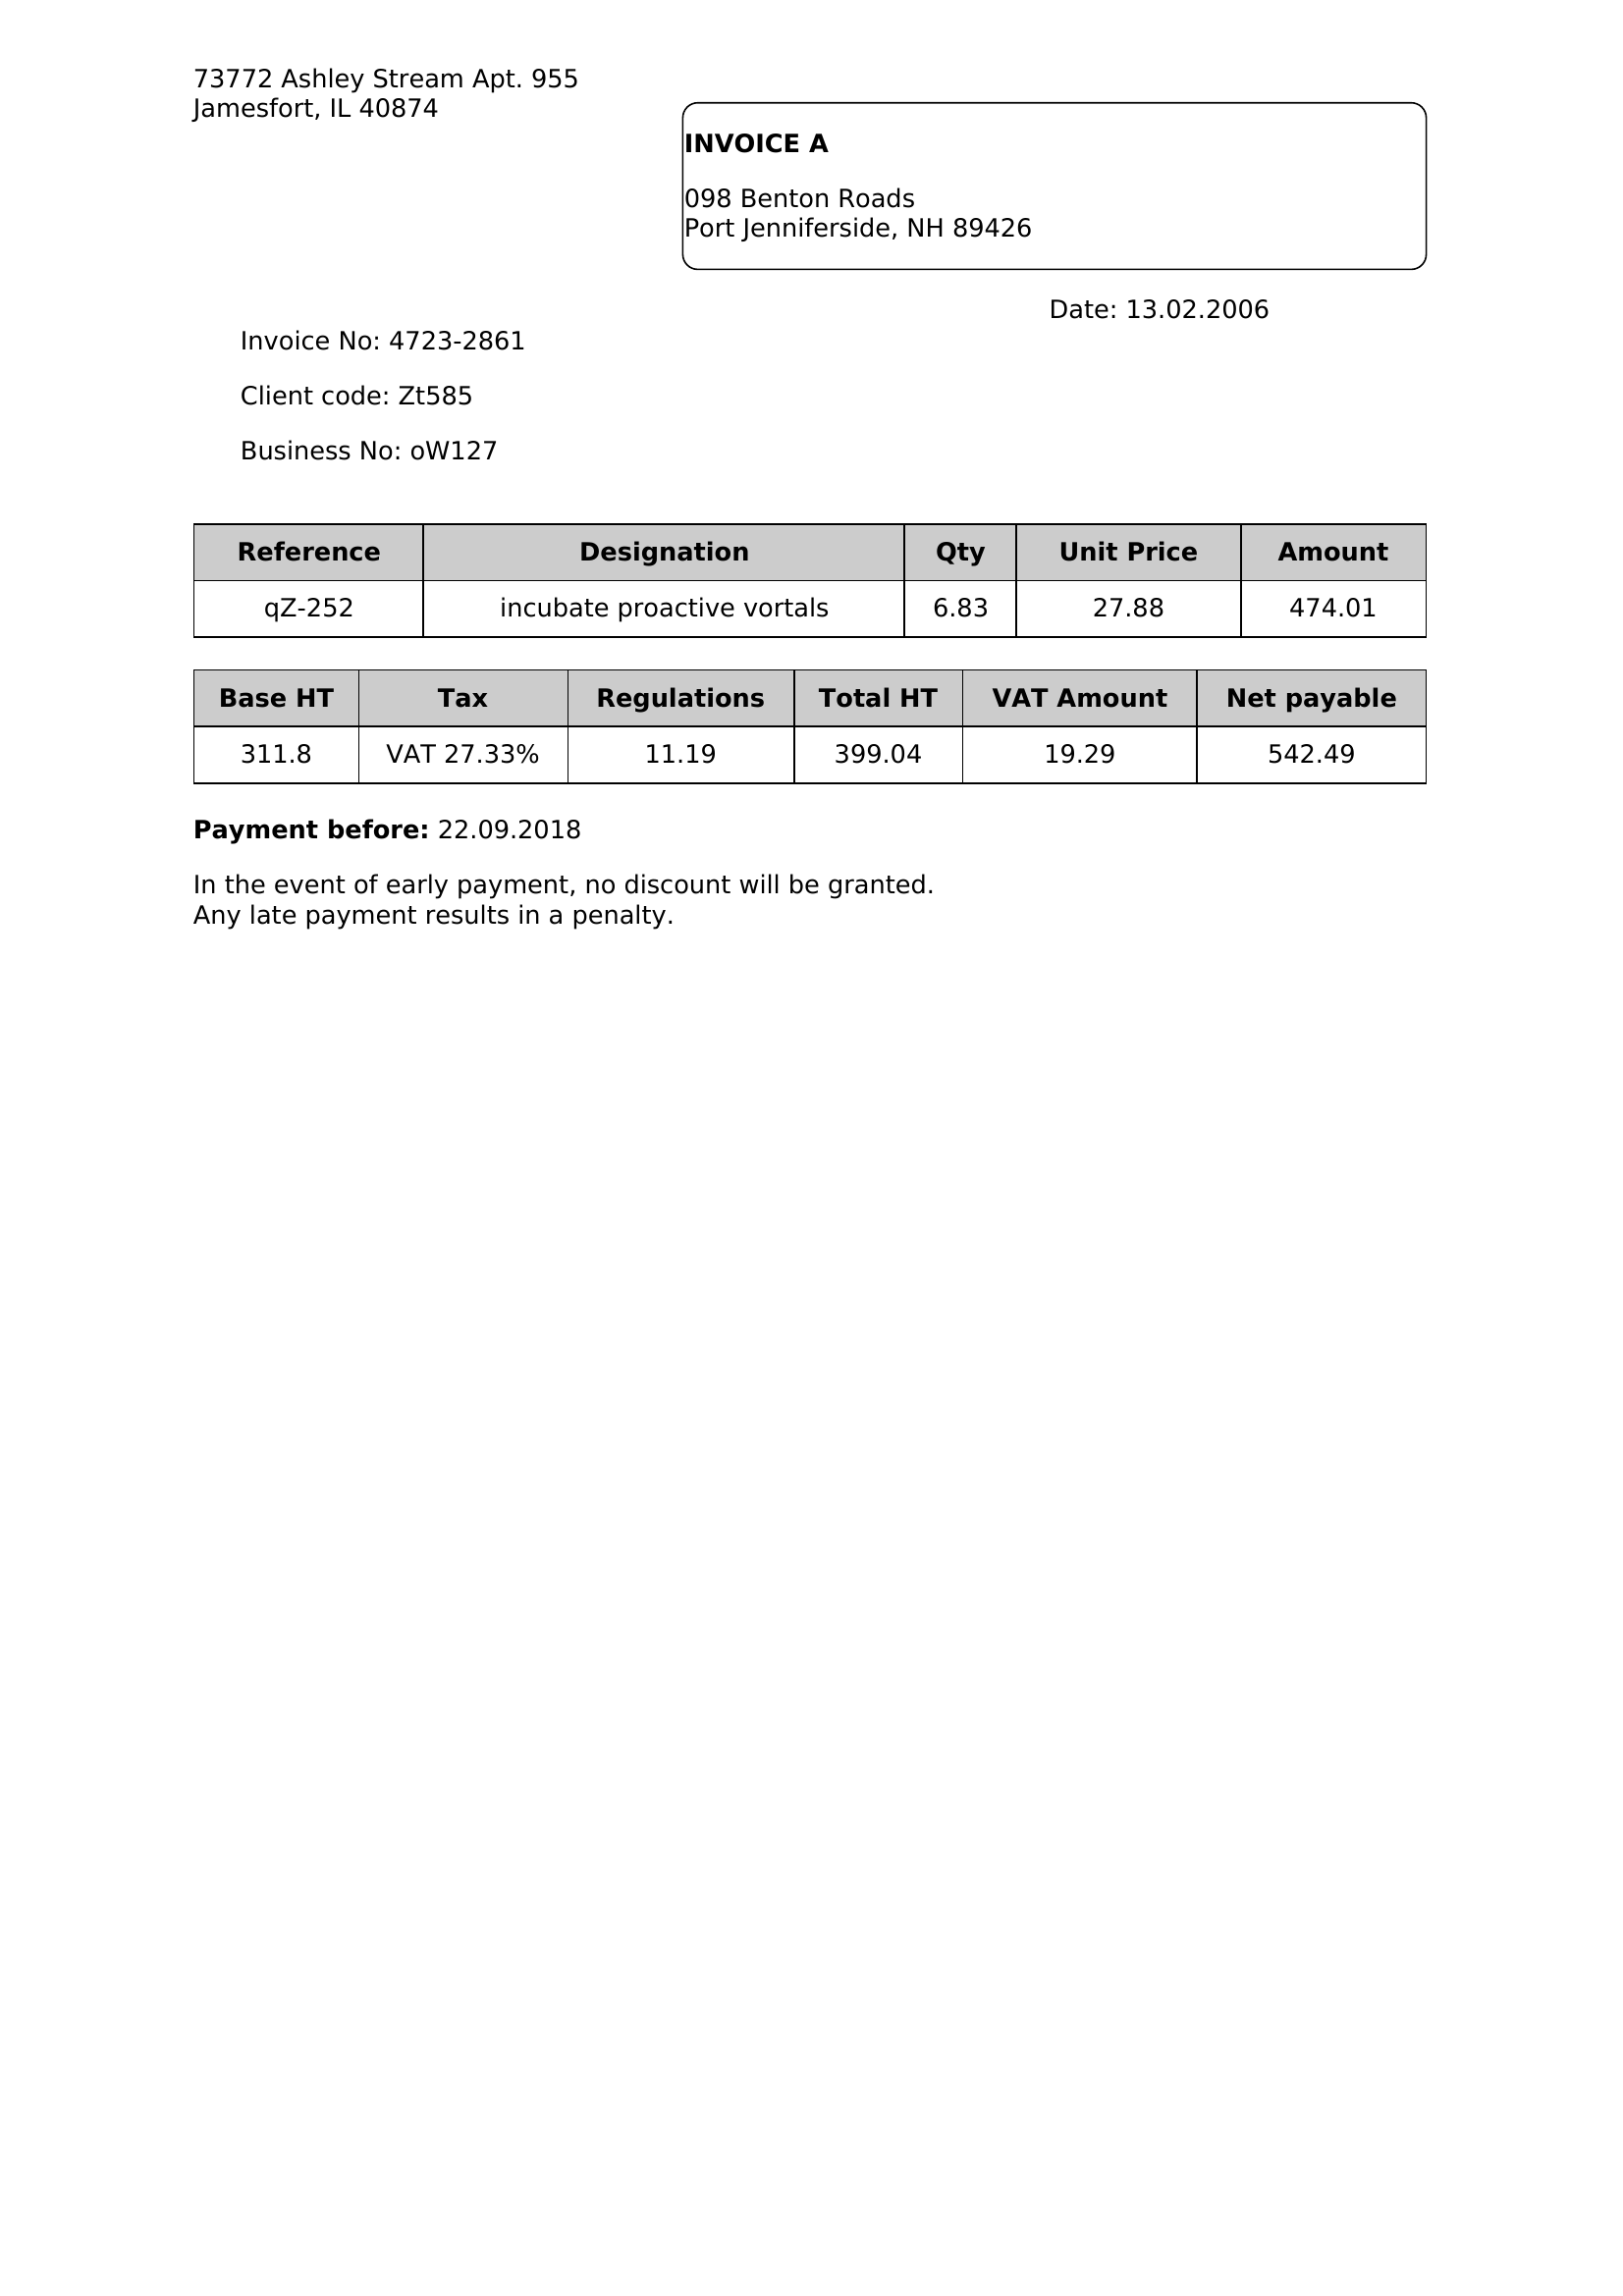 73772 Ashley Stream Apt. 955
Jamesfort, IL 40874
INVOICE A
098 Benton Roads
Port Jenniferside, NH 89426
Date: 13.02.2006
Invoice No: 4723-2861
Client code: Zt585
Business No: oW127
Reference Designation Qty Unit Price Amount
qZ-252 incubate proactive vortals 6.83 27.88 474.01
Base HT Tax Regulations Total HT VAT Amount Net payable
311.8 VAT 27.33% 11.19 399.04 19.29 542.49
Payment before: 22.09.2018
In the event of early payment, no discount will be granted.
Any late payment results in a penalty.